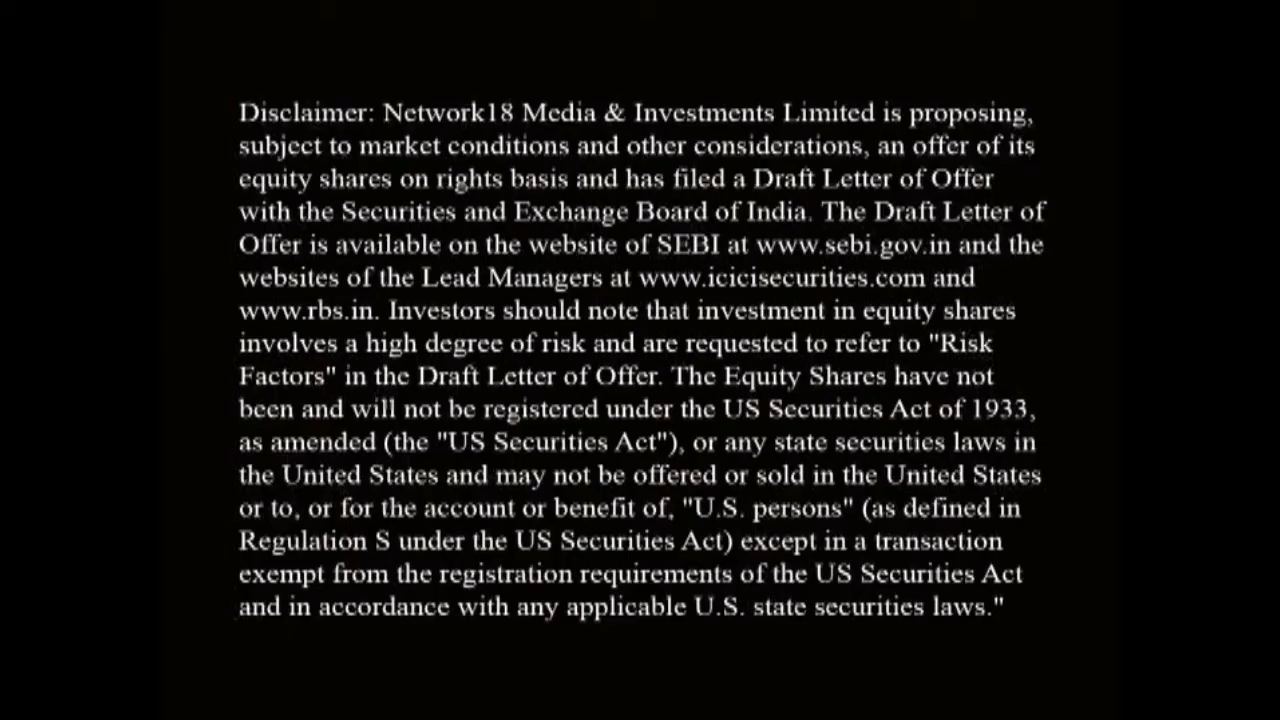 Disclaimer: Network18 Media & Investments Limited is proposing,
subject to market conditions and other considerations, an offer of its
equity shares on rights basis and has filed a Draft Letter of Offer
with the Securities and Exchange Board of India. The Draft Letter of
Offer is available on the website of SEBI at www.sebi.gov.in and the
websites of the Lead Managers at www.icicisecurities.com and
www.rbs.in. Investors should note that investment in equity shares
involves a high degree of risk and are requested to refer to "Risk
Factors" in the Draft Letter of Offer. The Equity Shares have not
been and will not be registered under the US Securities Act of 1933,
as amended (the "US Securities Act"), or any state securities laws in
the United States and may not be offered or sold in the United States
or to, or for the account or benefit of, "U.S. persons" (as defined in
Regulation S under the US Securities Act) except in a transaction
exempt from the registration requirements of the US Securities Act
and in accordance with any applicable U.S. state securities laws."